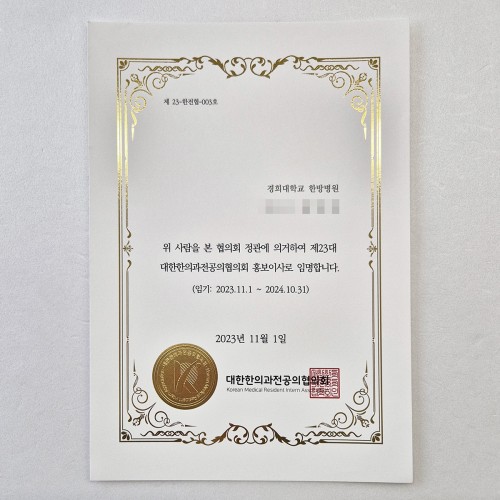 제 23-한전협-003호
경희대학교 한방병원
위 사람을 본 협의회 정관에 의거하여 제23대
대한한의과전공의협의회 홍보이사로 임명합니다.
(임기: 2023.11.1 ~ 2024.10.31)
2023년 11월 1일
대한한의과전공의협의회
Korean Medical Resident Intern